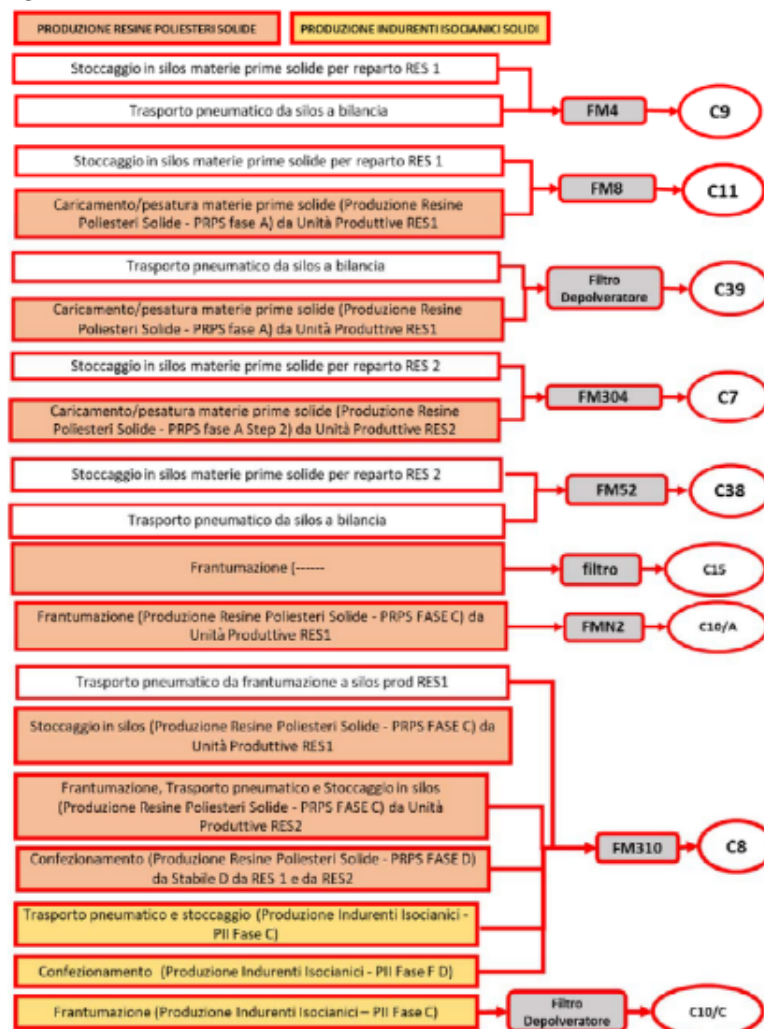 PRODUZIONE RESINE POLIESTERI SOLIDE
PRODUZIONE INDURENTI ISOCIANICI SOLIDI
Stoccaggio in silos materie prime solide per reparto RES 1
Trasporto pneumatico da silos a bilancia
FM4
C9
Stoccaggio in silos materie prime solide per reparto RES 1
Caricamento/pesatura materie prime solide (Produzione Resine
Poliesteri Solide - PRPS fase A) da Unità Produttive RES1
FM8
C11
Trasporto pneumatico da silos a bilancia
Caricamento/pesatura materie prime solide (Produzione Resine
Poliesteri Solide - PRPS fase A) da Unità Produttive RES1
Filtro
Depolveratore
C39
Stoccaggio in silos materie prime solide per reparto RES 2
Caricamento/pesatura materie prime solide (Produzione Resine
Poliesteri Solide - PRPS fase A Step 2) da Unità Produttive RES2
FM304
C7
Stoccaggio in silos materie prime solide per reparto RES 2
Trasporto pneumatico da silos a bilancia
FM52
C38
Frantumazione (------
filtro
C15
Frantumazione (Produzione Resine Poliesteri Solide - PRPS FASE C) da
Unità Produttive RES1
FMN2
C10/A
Trasporto pneumatico da frantumazione a silos prod RES1
Stoccaggio in silos (Produzione Resine Poliesteri Solide - PRPS FASE C) da
Unità Produttive RES1
Frantumazione, Trasporto pneumatico e Stoccaggio in silos
(Produzione Resine Poliesteri Solide - PRPS FASE C) da Unità
Produttive RES2
Confezionamento (Produzione Resine Poliesteri Solide - PRPS FASE D)
da Stabile D da RES 1 e da RES2
Trasporto pneumatico e stoccaggio (Produzione Indurenti Isocianici -
PII Fase C)
Confezionamento (Produzione Indurenti Isocianici - PII Fase F D)
FM310
C8
Frantumazione (Produzione Indurenti Isocianici – PII Fase C)
Filtro
Depolveratore
C10/C